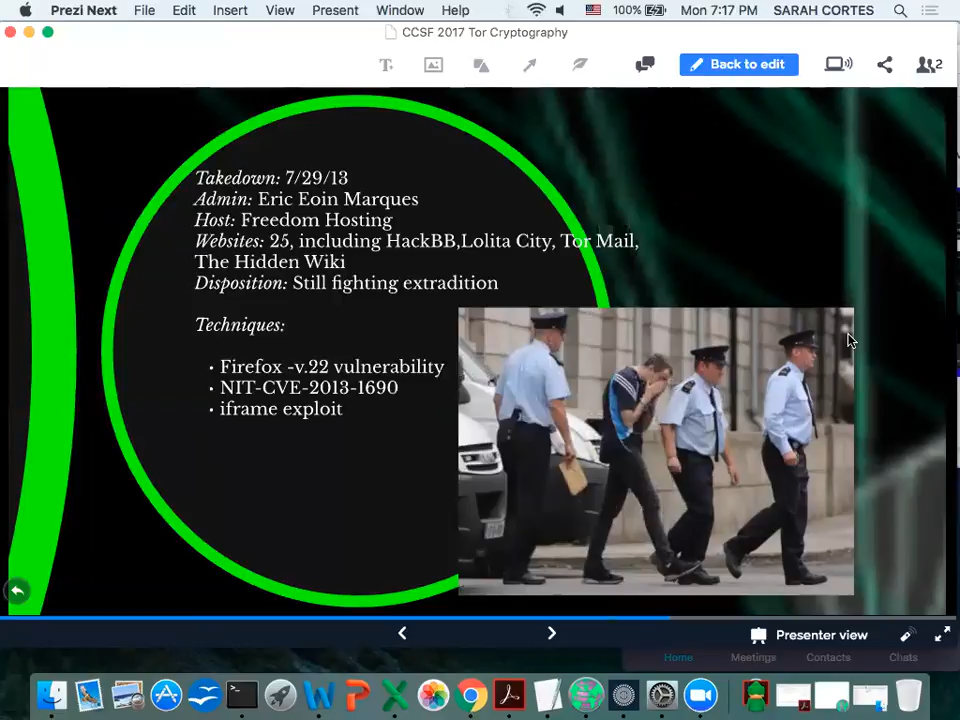 Prezi Next File Edit Insert View Present Window Help 100% Mon 7:17 PM SARAH CORTES
CCSF 2017 Tor Cryptography
Back to edit 2
Takedown: 7/29/13
Admin: Eric Eoin Marques
Host: Freedom Hosting
Websites: 25, including HackBB,Lolita City, Tor Mail,
The Hidden Wiki
Disposition: Still fighting extradition
Techniques:
• Firefox -v.22 vulnerability
• NIT-CVE-2013-1690
• iframe exploit
Presenter view
Home Meetings Contacts Chats